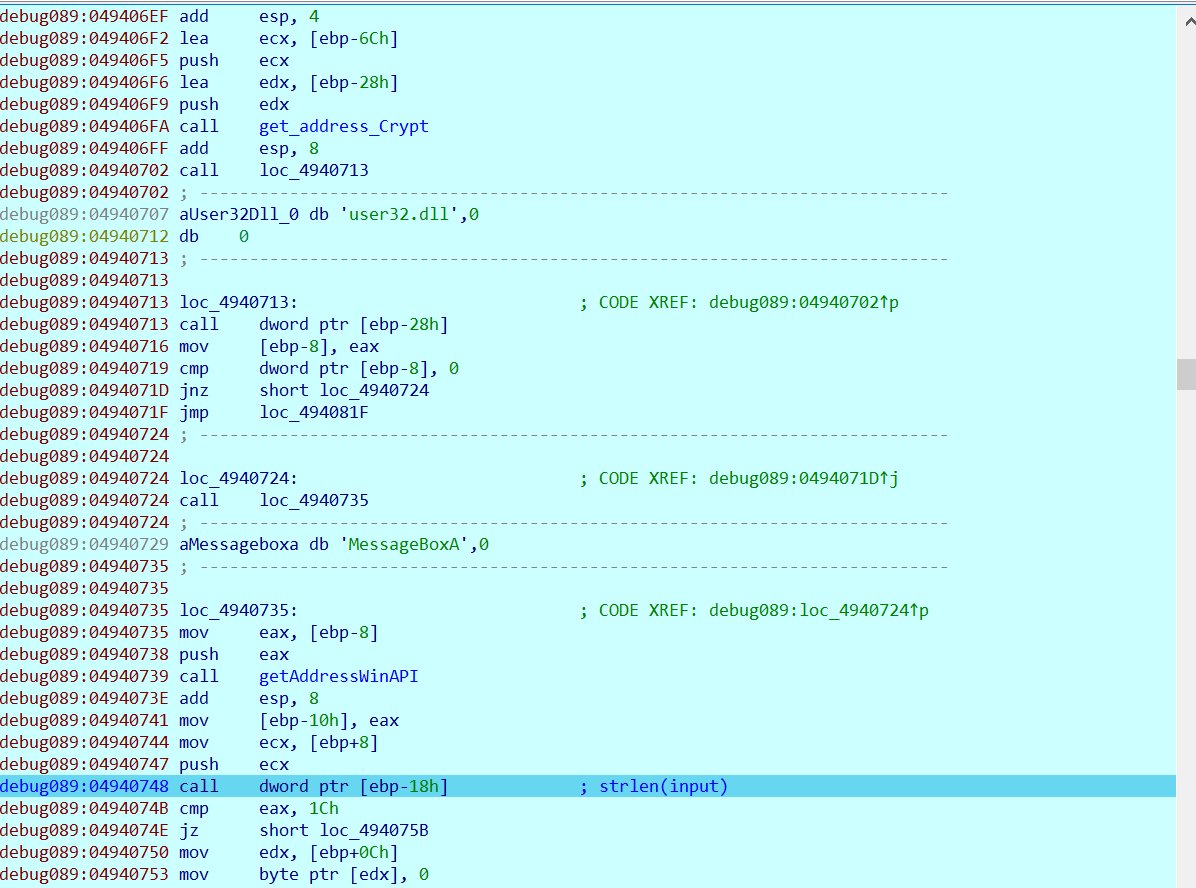 debug089:049406EF add     esp, 4
debug089:049406F2 lea     ecx, [ebp-6Ch]
debug089:049406F5 push    ecx
debug089:049406F6 lea     edx, [ebp-28h]
debug089:049406F9 push    edx
debug089:049406FA call    get_address_Crypt
debug089:049406FF add     esp, 8
debug089:04940702 call    loc_4940713
debug089:04940702 ; ---------------------------------------------------------------------------
debug089:04940707 aUser32Dll_0 db 'user32.dll',0
debug089:04940712 db    0
debug089:04940713 ; ---------------------------------------------------------------------------
debug089:04940713
debug089:04940713 loc_4940713:                            ; CODE XREF: debug089:04940702↑p
debug089:04940713 call    dword ptr [ebp-28h]
debug089:04940716 mov     [ebp-8], eax
debug089:04940719 cmp     dword ptr [ebp-8], 0
debug089:0494071D jnz     short loc_4940724
debug089:0494071F jmp     loc_494081F
debug089:04940724 ; ---------------------------------------------------------------------------
debug089:04940724
debug089:04940724 loc_4940724:                            ; CODE XREF: debug089:0494071D↑j
debug089:04940724 call    loc_4940735
debug089:04940724 ; ---------------------------------------------------------------------------
debug089:04940729 aMessageboxa db 'MessageBoxA',0
debug089:04940735 ; ---------------------------------------------------------------------------
debug089:04940735
debug089:04940735 loc_4940735:                            ; CODE XREF: debug089:loc_4940724↑p
debug089:04940735 mov     eax, [ebp-8]
debug089:04940738 push    eax
debug089:04940739 call    getAddressWinAPI
debug089:0494073E add     esp, 8
debug089:04940741 mov     [ebp-10h], eax
debug089:04940744 mov     ecx, [ebp+8]
debug089:04940747 push    ecx
debug089:04940748 call    dword ptr [ebp-18h]             ; strlen(input)
debug089:0494074B cmp     eax, 1Ch
debug089:0494074E jz      short loc_494075B
debug089:04940750 mov     edx, [ebp+0Ch]
debug089:04940753 mov     byte ptr [edx], 0